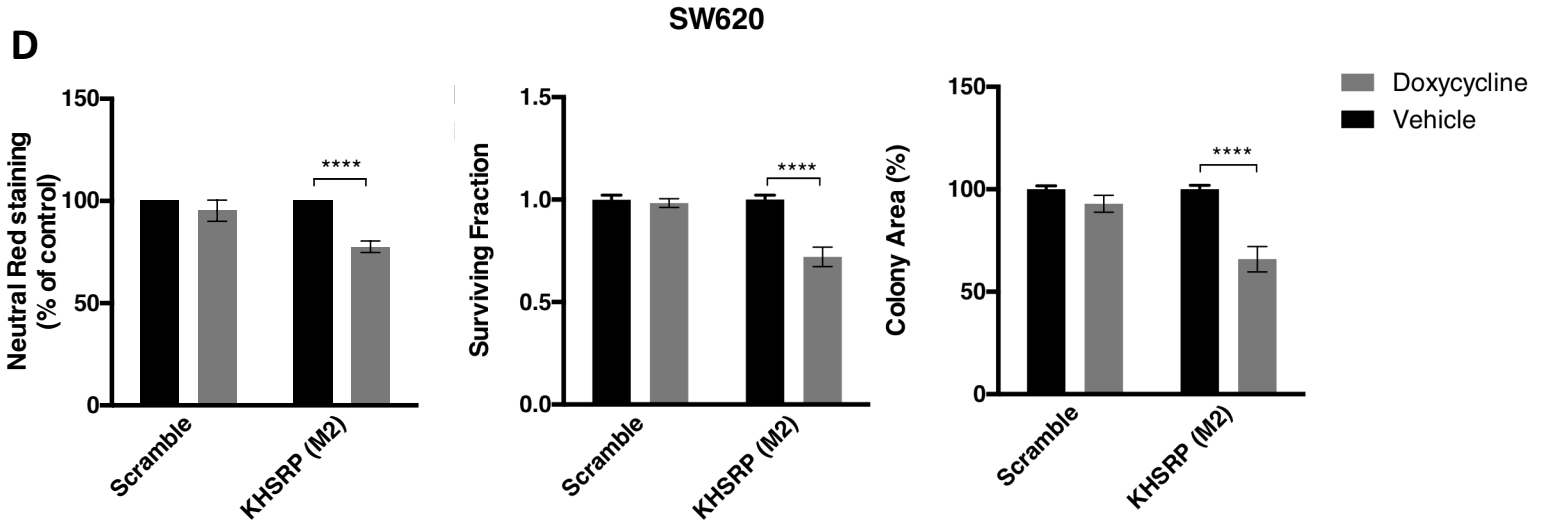 SW620
D
Doxycycline
Vehicle
Neutral Red staining
(% of control)
150
100
50
0
****
Scramble
KHSRP (M2)
Surviving Fraction
1.5
1.0
0.5
0.0
****
Scramble
KHSRP (M2)
Colony Area (%)
150
100
50
0
****
Scramble
KHSRP (M2)